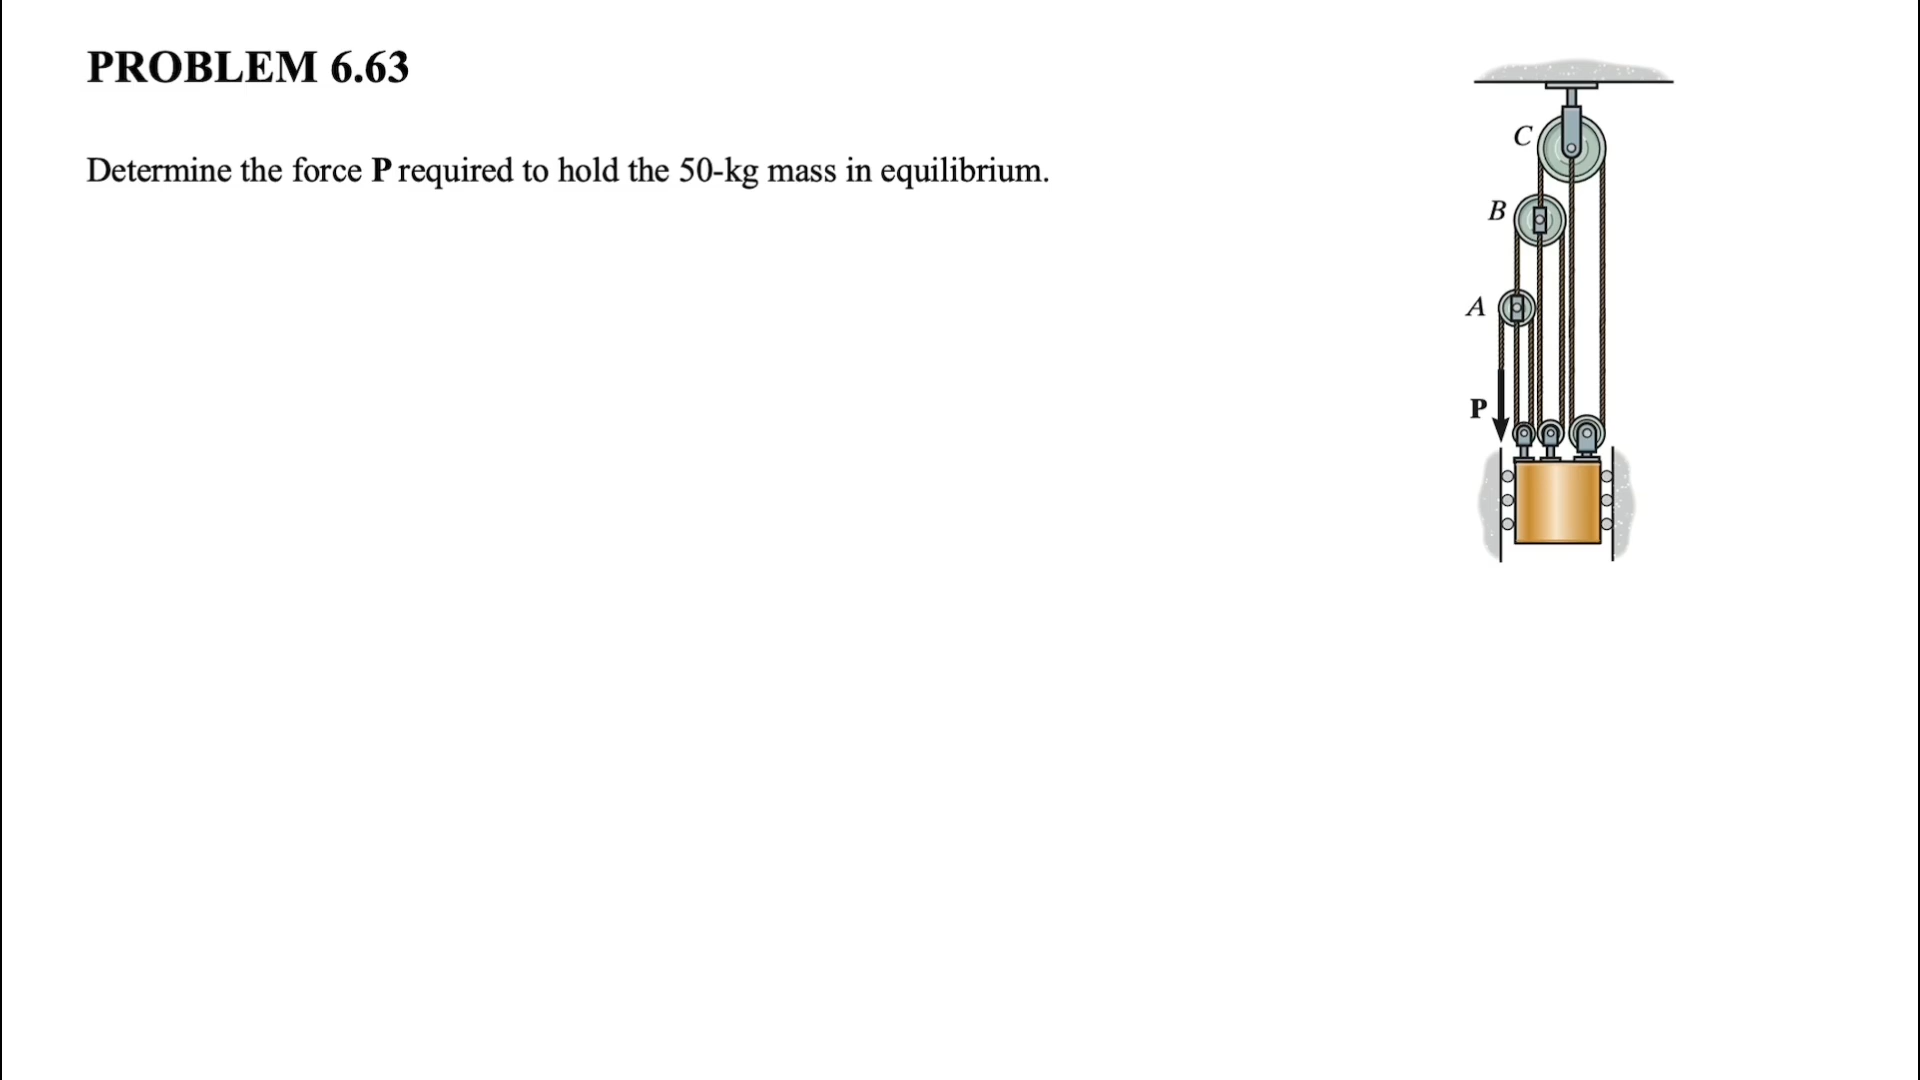 PROBLEM 6.63
Determine the force P required to hold the 50-kg mass in equilibrium.
C
B
A
P